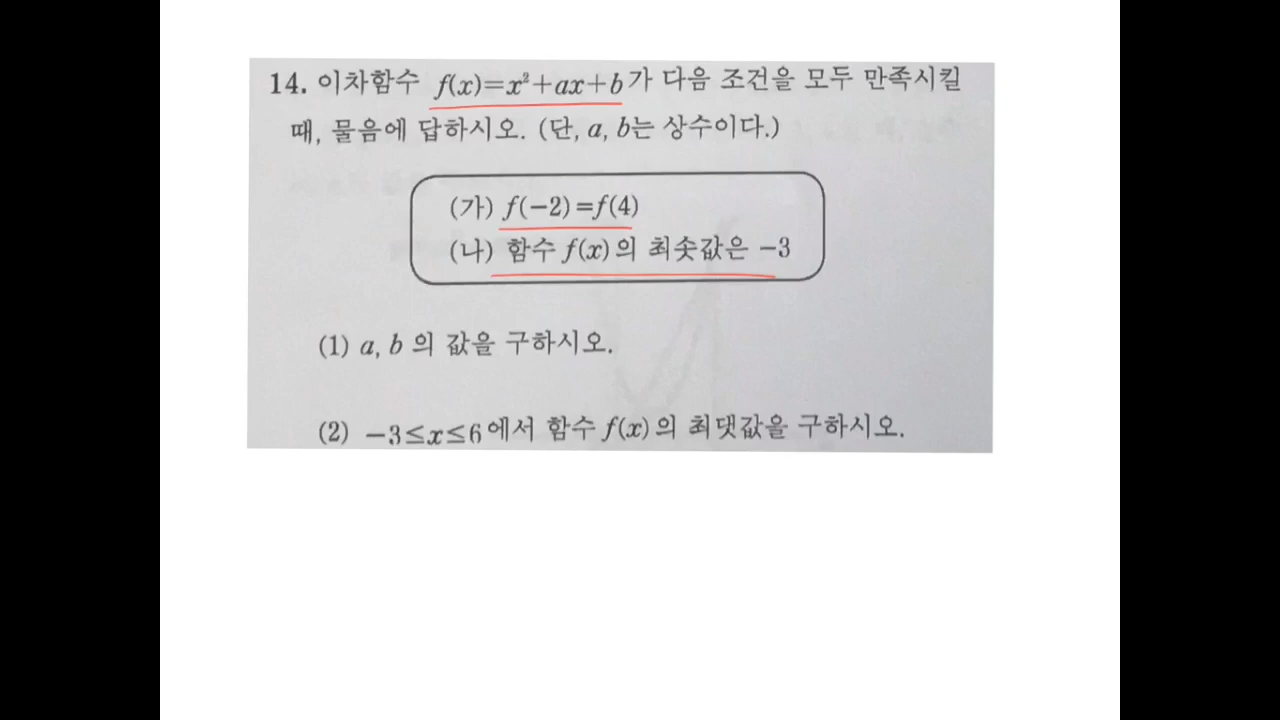 14. 이차함수 f(x)=x²+ax+b가 다음 조건을 모두 만족시킬
때, 물음에 답하시오. (단, a, b는 상수이다.)
(가) f(−2)=f(4)
(나) 함수 f(x)의 최솟값은 −3
(1) a, b 의 값을 구하시오.
(2) −3≤x≤6에서 함수 f(x)의 최댓값을 구하시오.